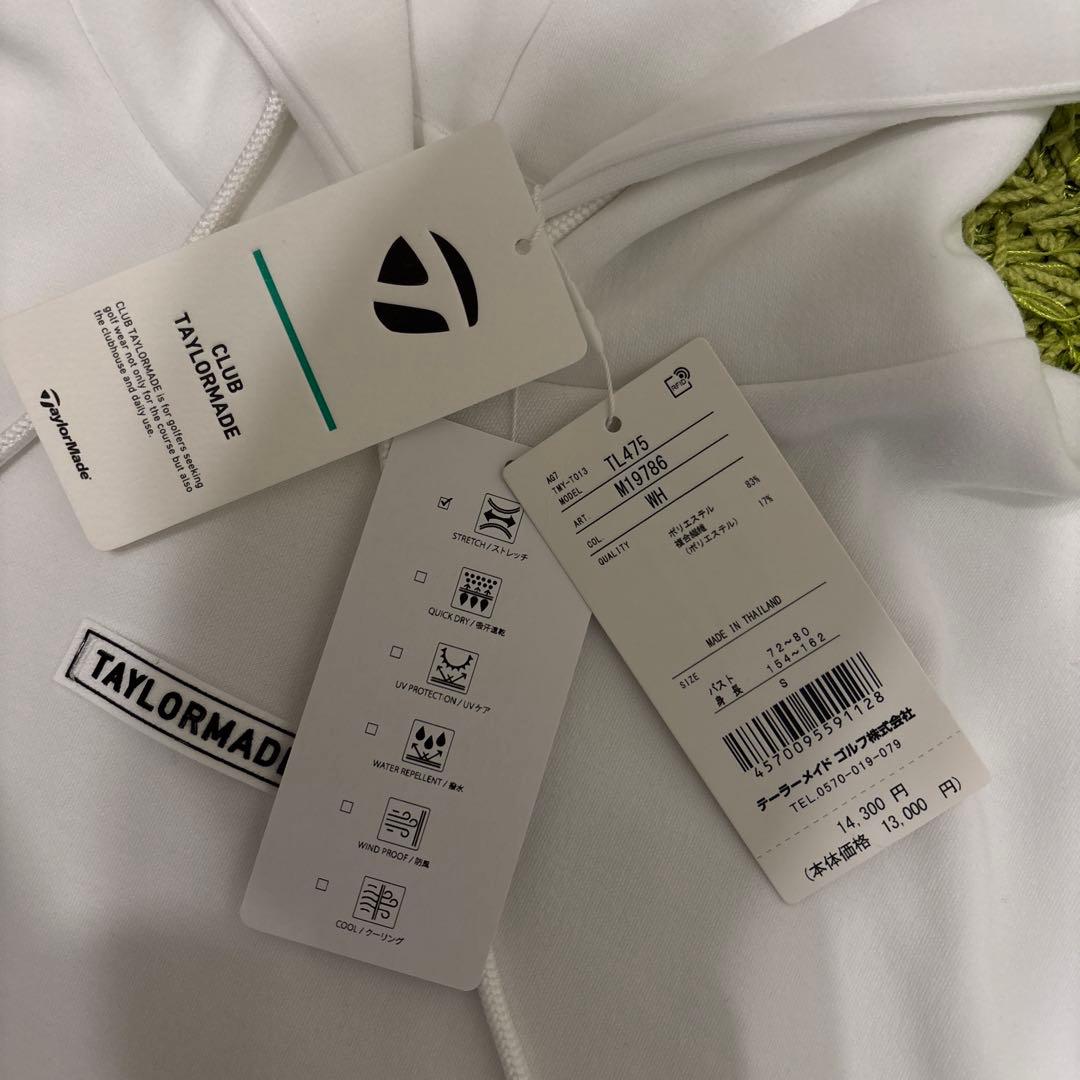 CLUB
TAYLORMADE
CLUB TAYLORMADE is for golfers seeking
golf wear not only for the course but also
the clubhouse and daily use.
TaylorMade
TAYLORMADE
STRETCH / ストレッチ
QUICK DRY / 吸汗速乾
UV PROTECTION / UVケア
WATER REPELLENT / 撥水
WIND PROOF / 防風
COOL / クーリング
RFID
AG7
TMY-T013
MODEL TL475
ART. M19786
COL. WH
QUALITY
ポリエステル 83%
複合繊維 17%
(ポリエステル)
MADE IN THAILAND
SIZE
バスト 72~80
身長 154~162
S
4570095591128
テーラーメイド ゴルフ株式会社
TEL.0570-019-079
14,300 円
(本体価格 13,000 円)